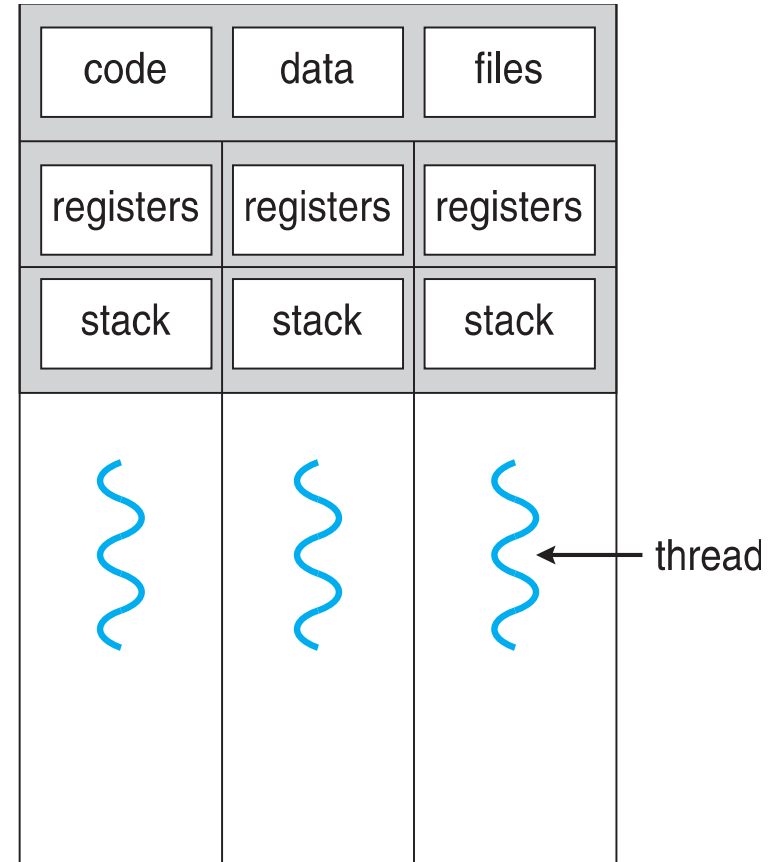 code data files
registers registers registers
stack stack stack
thread